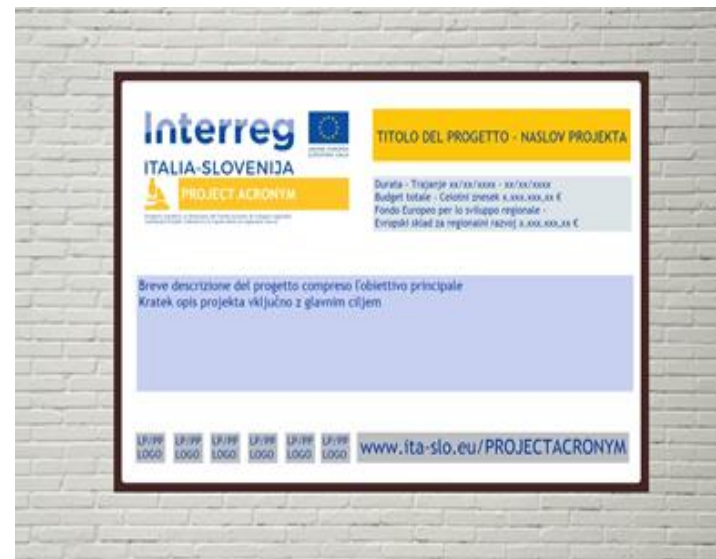 Interreg
ITALIA-SLOVENIJA
PROJECT ACRONYM
TITOLO DEL PROGETTO - NASLOV PROJEKTA
Durata - Trajanje xx/xx/xxxx - xx/xx/xxxx
Budget totale - Celotni znesek x.xxx.xxx,xx €
Fondo Europeo per lo sviluppo regionale -
Evropski sklad za regionalni razvoj x.xxx.xxx,xx €
Breve descrizione del progetto compreso l'obiettivo principale
Kratek opis projekta vključno z glavnim ciljem
LP/PP LP/PP LP/PP LP/PP LP/PP LP/PP
LOGO LOGO LOGO LOGO LOGO LOGO
www.ita-slo.eu/PROJECTACRONYM